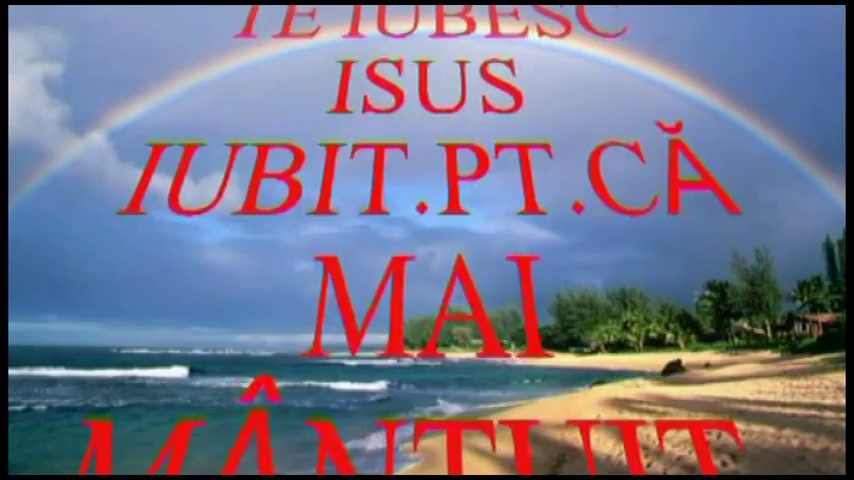 TE IUBESC
ISUS
IUBIT.PT.CĂ
MAI
MÂNTUIT